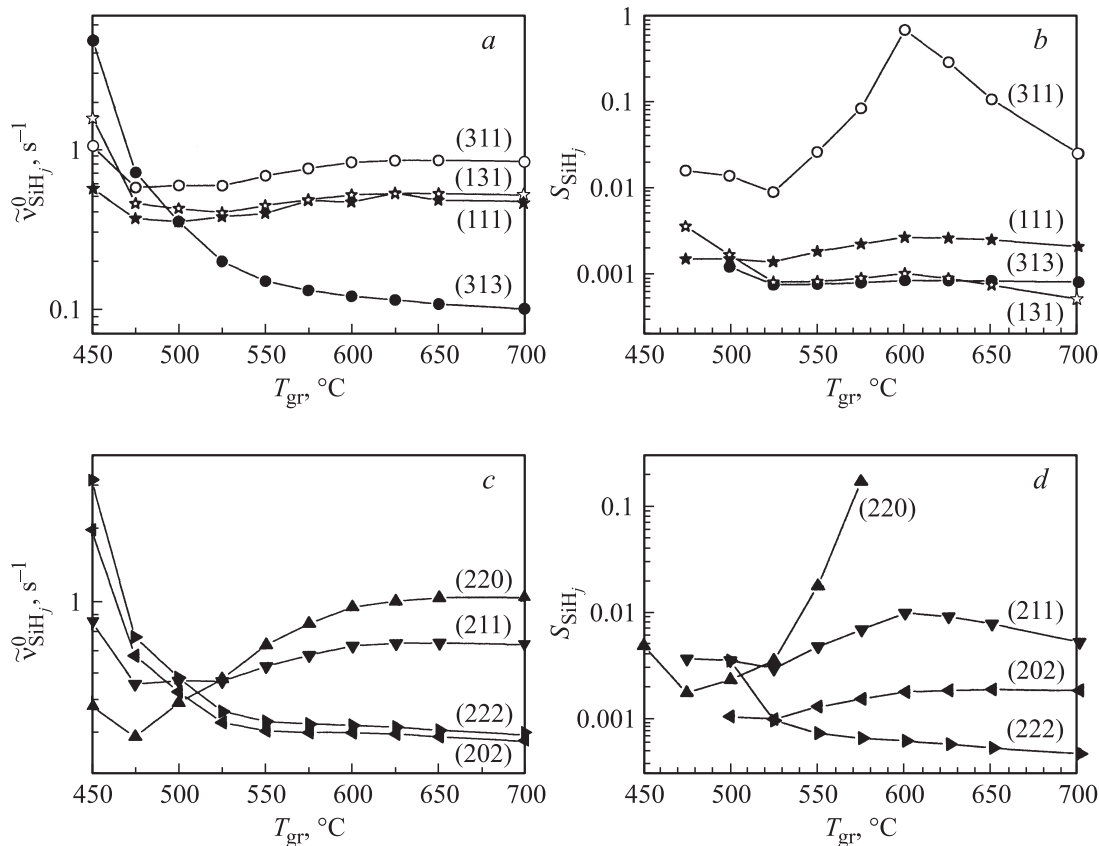 a
ν̃⁰SiHⱼ, s⁻¹
1
0.1
(311)
(131)
(111)
(313)
450 500 550 600 650 700
Tgr, °C
b
SSiHⱼ
1
0.1
0.01
0.001
(311)
(111)
(313)
(131)
450 500 550 600 650 700
Tgr, °C
c
ν̃⁰SiHⱼ, s⁻¹
1
(220)
(211)
(222)
(202)
450 500 550 600 650 700
Tgr, °C
d
SSiHⱼ
0.1
0.01
0.001
(220)
(211)
(202)
(222)
450 500 550 600 650 700
Tgr, °C